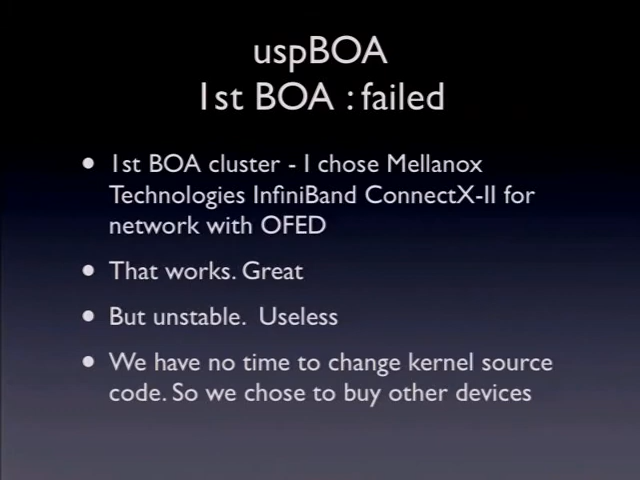 uspBOA
1st BOA : failed
• 1st BOA cluster - I chose Mellanox
Technologies InfiniBand ConnectX-II for
network with OFED
• That works. Great
• But unstable.  Useless
• We have no time to change kernel source
code. So we chose to buy other devices